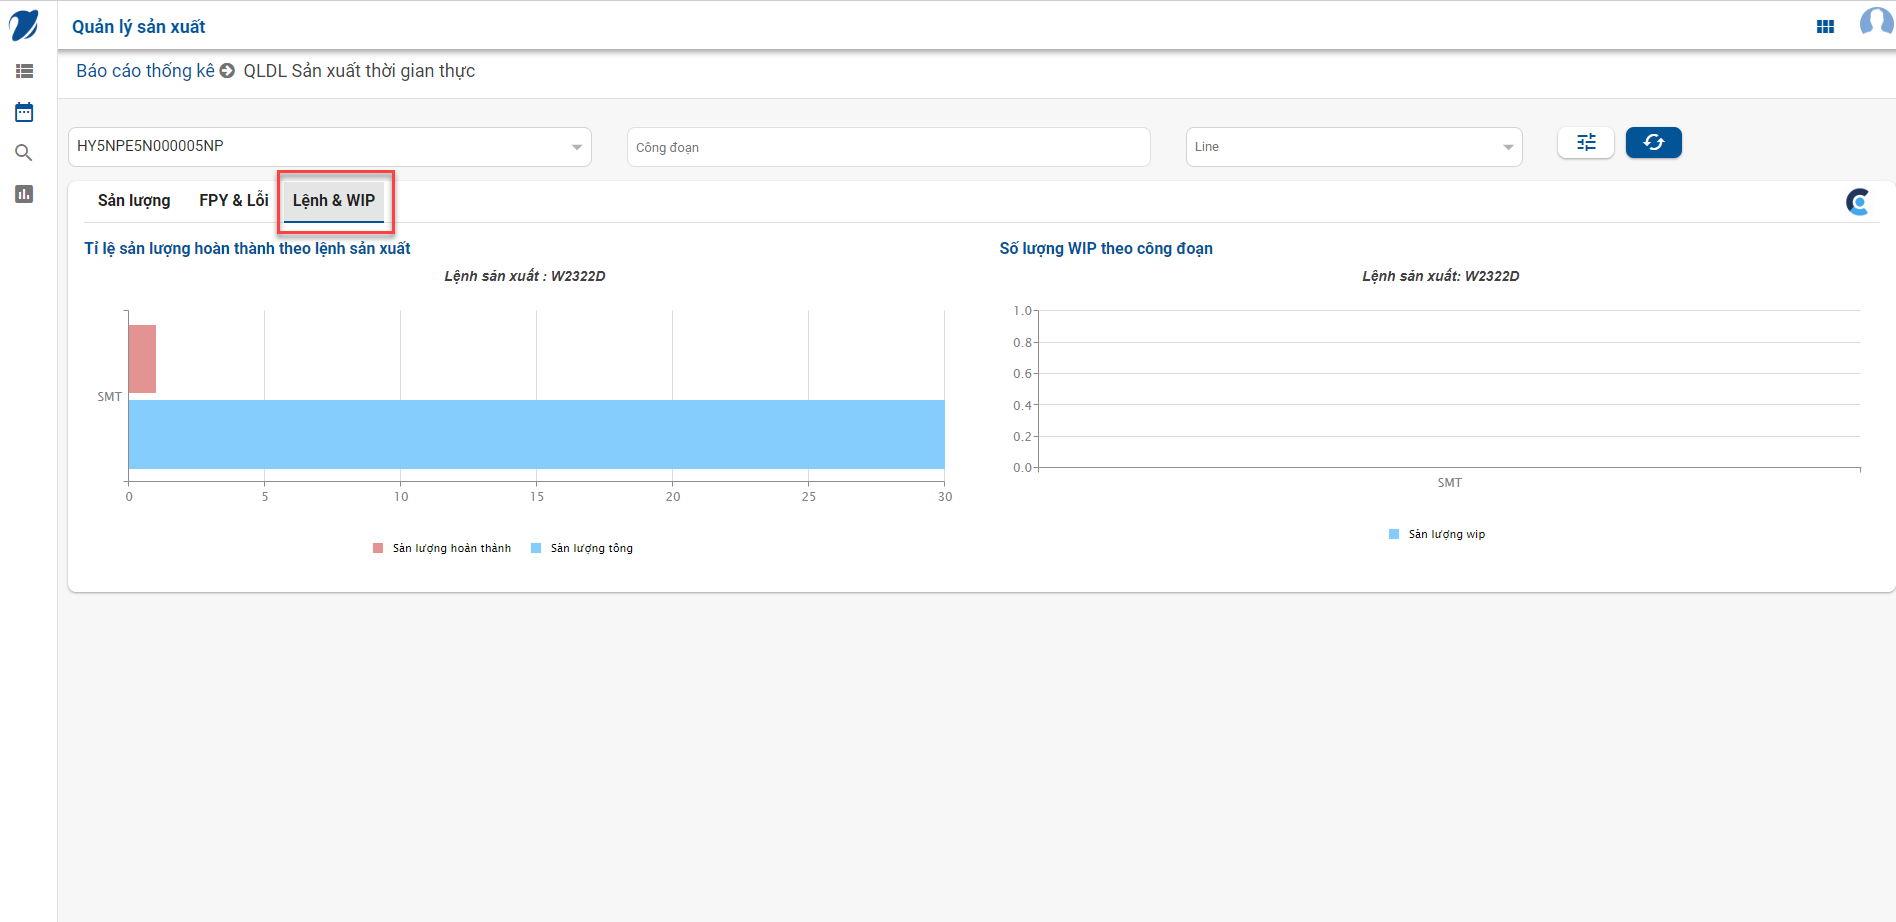 Quản lý sản xuất
Báo cáo thống kê QLDL Sản xuất thời gian thực
HY5NPE5N000005NP
Công đoạn
Line
Sản lượng FPY & Lỗi Lệnh & WIP
Tỉ lệ sản lượng hoàn thành theo lệnh sản xuất
Lệnh sản xuất : W2322D
SMT
0 5 10 15 20 25 30
Sản lượng hoàn thành Sản lượng tổng
Số lượng WIP theo công đoạn
Lệnh sản xuất: W2322D
1.0
0.8
0.6
0.4
0.2
0.0
SMT
Sản lượng wip